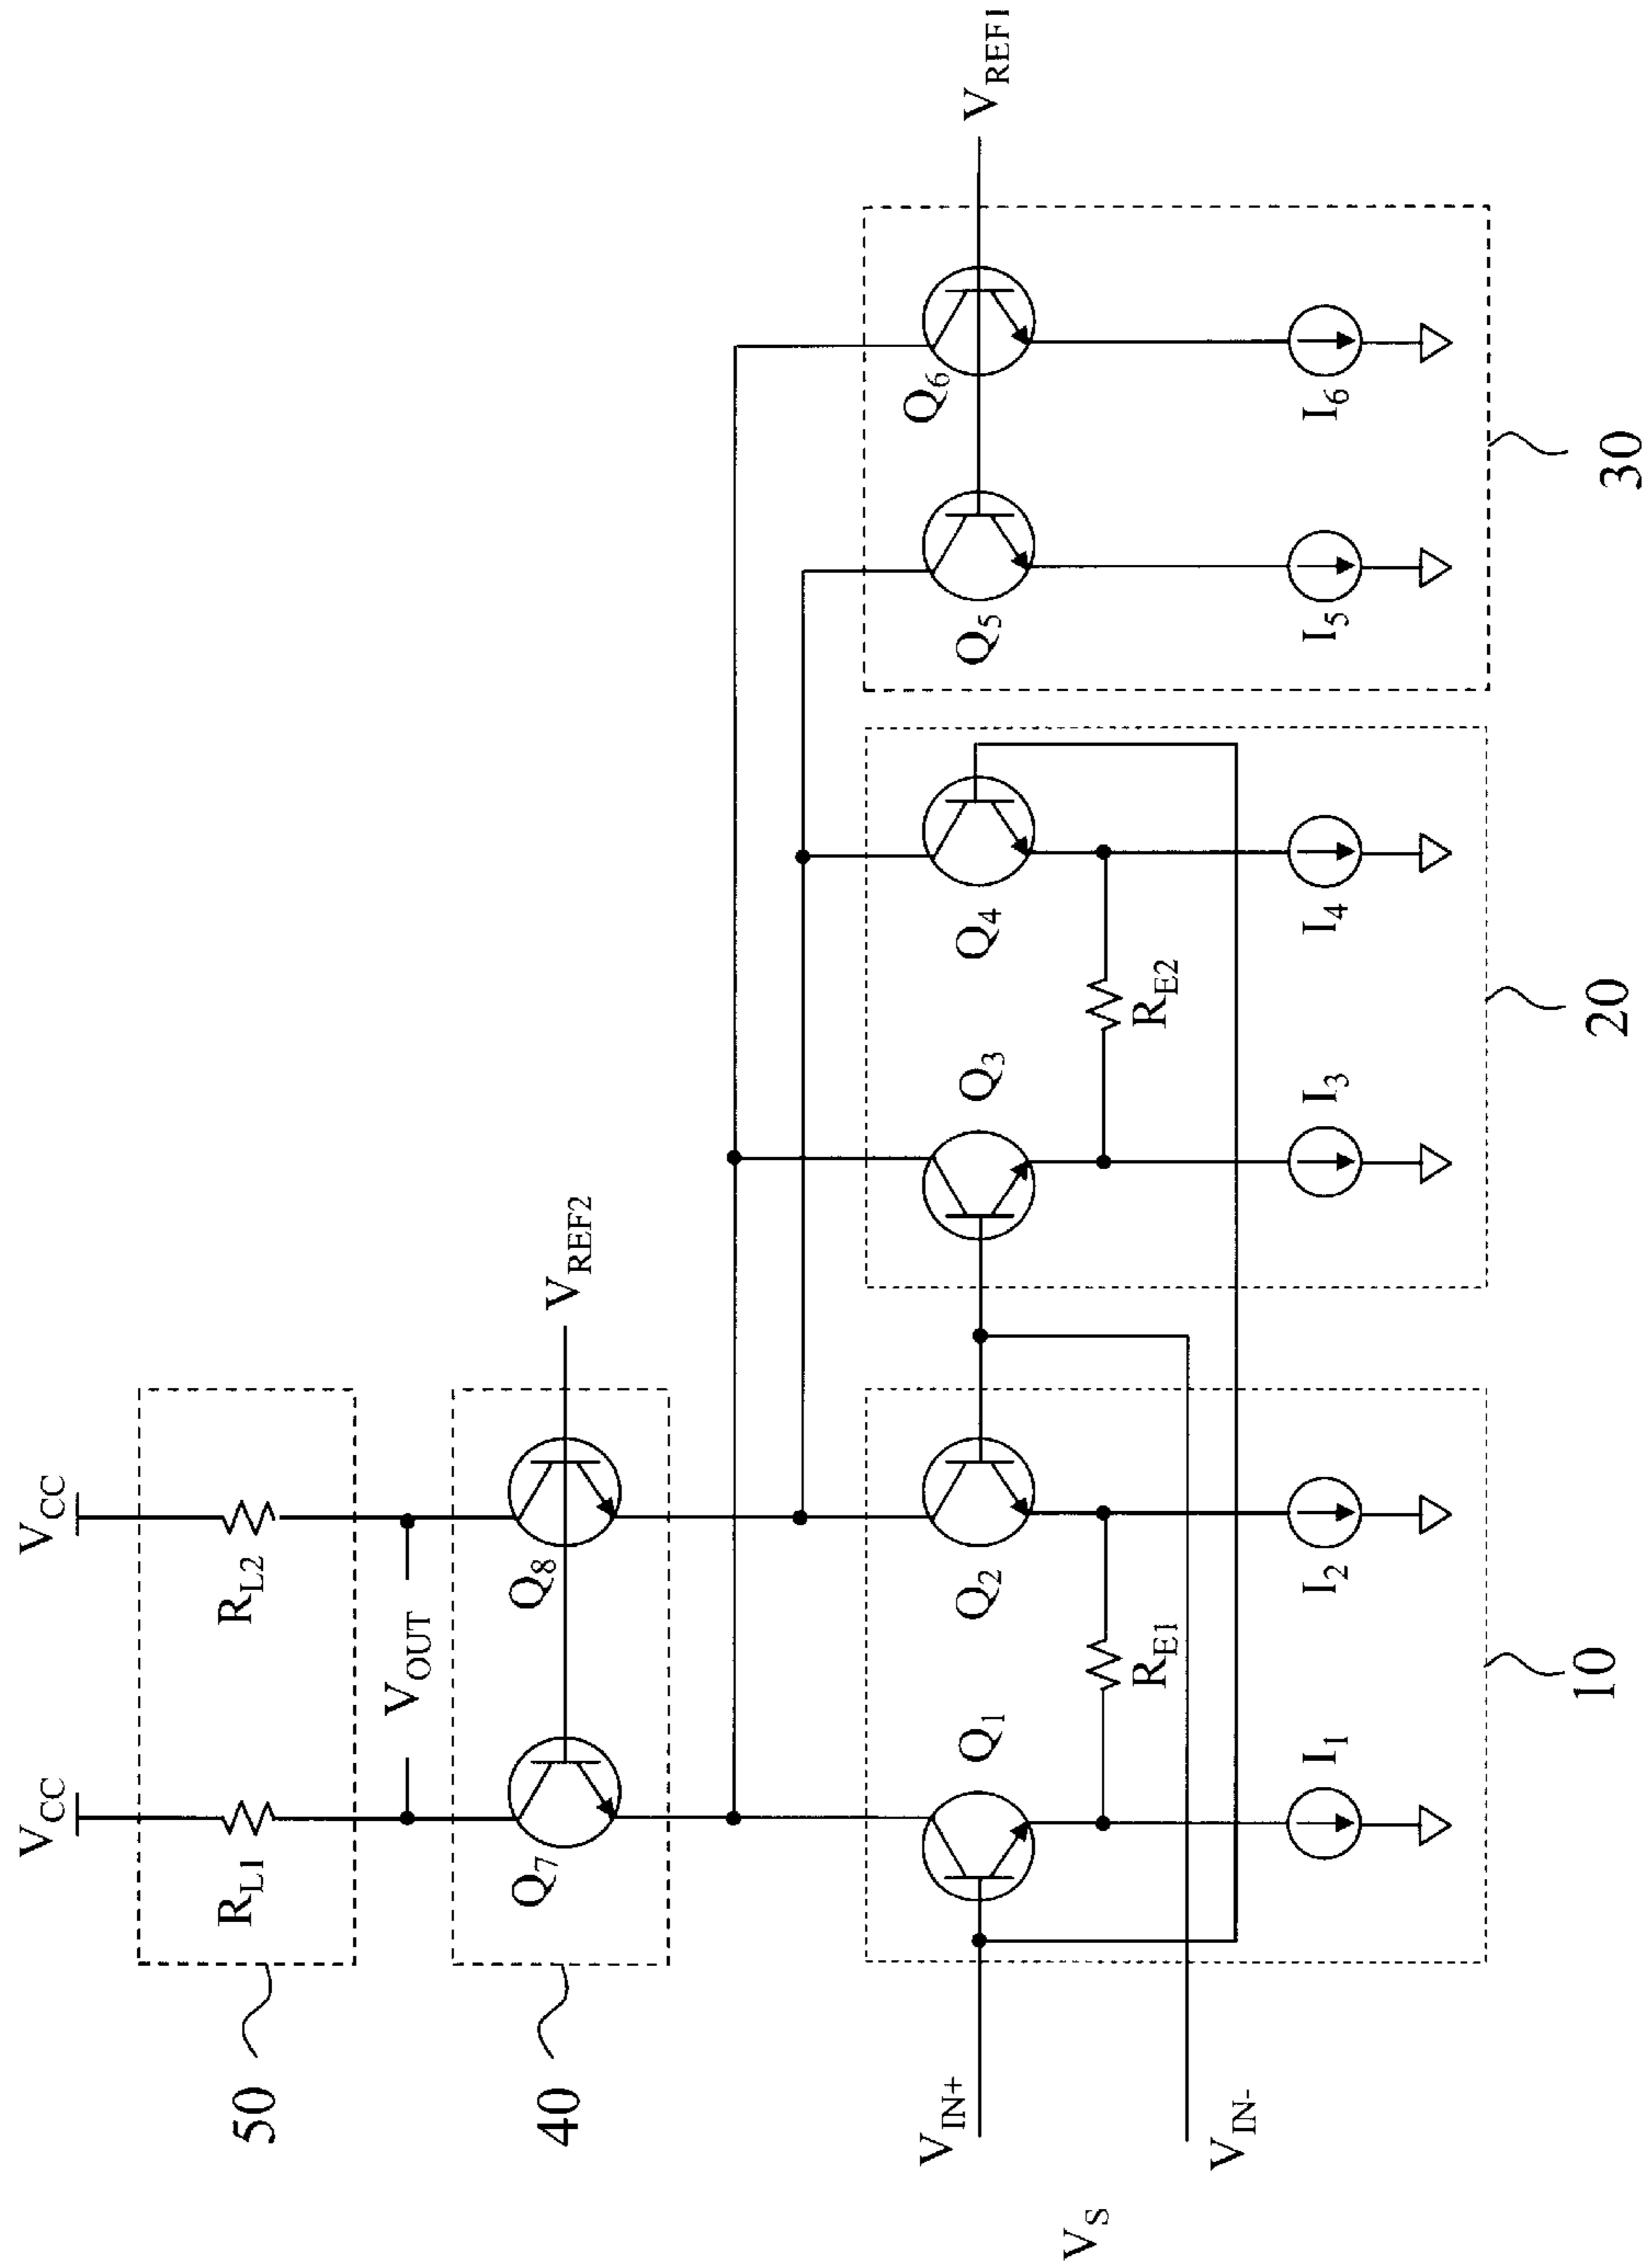 V_CC V_CC
50 R_L1 R_L2
V_OUT
40 Q_7 Q_8 V_REF2
V_IN+ Q_1 Q_2 Q_3 Q_4 Q_5 Q_6 V_REF1
V_S
R_E1 R_E2
V_IN-
I_1 I_2 I_3 I_4 I_5 I_6
10 20 30